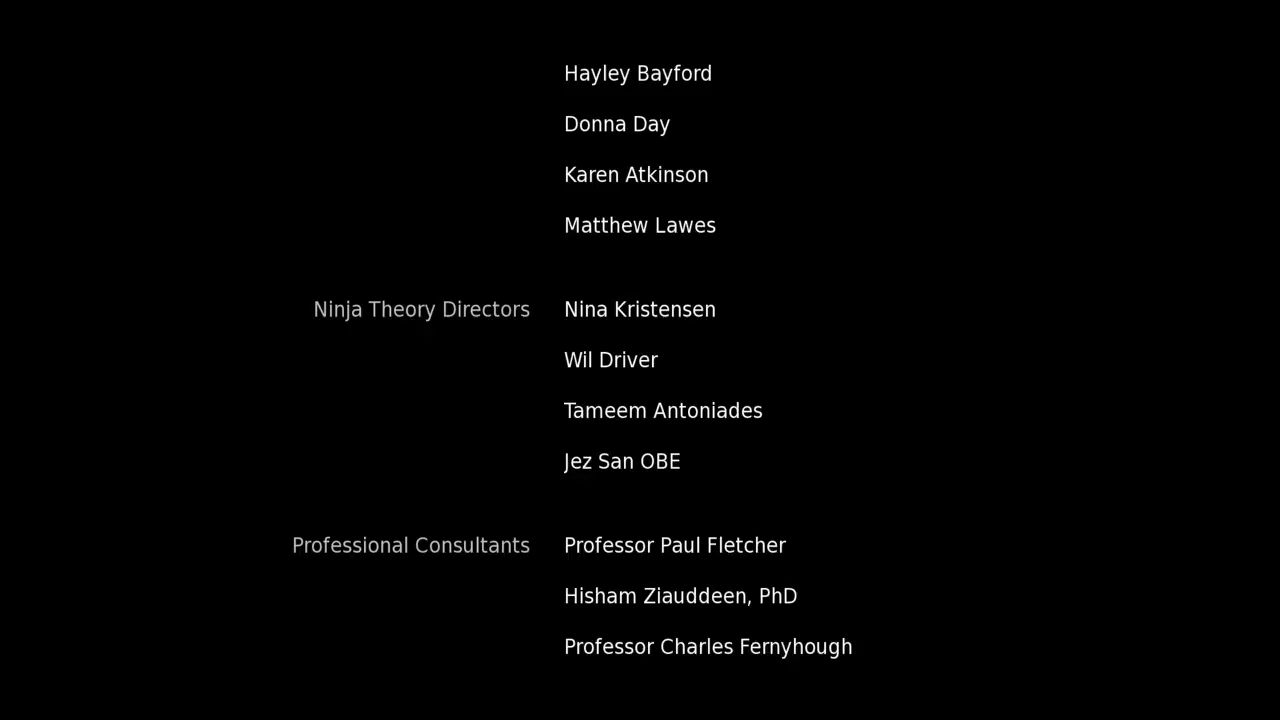 Hayley Bayford
Donna Day
Karen Atkinson
Matthew Lawes
Ninja Theory Directors Nina Kristensen
Wil Driver
Tameem Antoniades
Jez San OBE
Professional Consultants Professor Paul Fletcher
Hisham Ziauddeen, PhD
Professor Charles Fernyhough